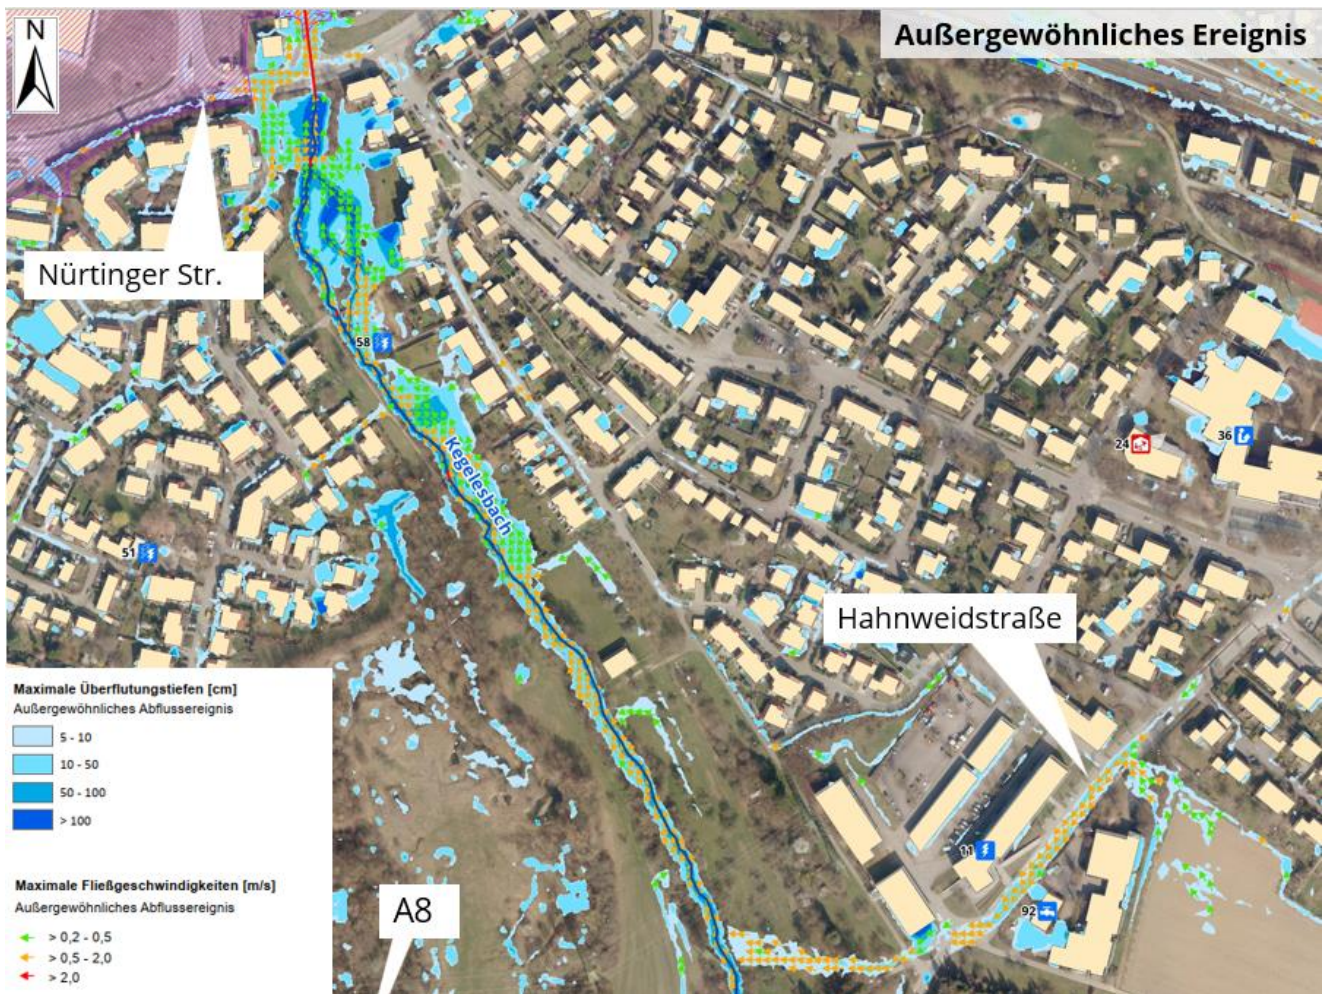 N
Außergewöhnliches Ereignis
Nürtinger Str.
58
Kegelesbach
24
36
51
Hahnweidstraße
11
92
A8
Maximale Überflutungstiefen [cm]
Außergewöhnliches Abflussereignis
5 - 10
10 - 50
50 - 100
> 100
Maximale Fließgeschwindigkeiten [m/s]
Außergewöhnliches Abflussereignis
> 0,2 - 0,5
> 0,5 - 2,0
> 2,0